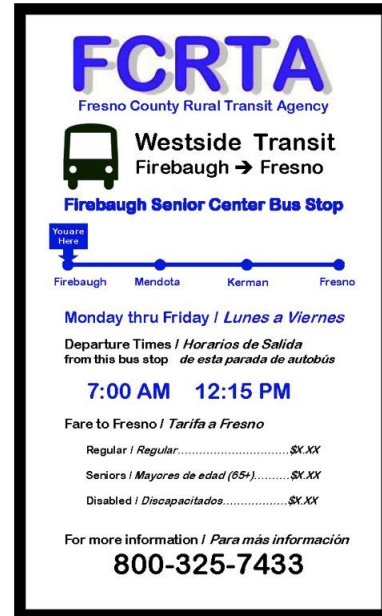 FCRTA
Fresno County Rural Transit Agency
Westside Transit
Firebaugh → Fresno
Firebaugh Senior Center Bus Stop
You are
Here
Firebaugh Mendota Kerman Fresno
Monday thru Friday / Lunes a Viernes
Departure Times / Horarios de Salida
from this bus stop de esta parada de autobús
7:00 AM 12:15 PM
Fare to Fresno / Tarifa a Fresno
Regular / Regular..............................$X.XX
Seniors / Mayores de edad (65+)..........$X.XX
Disabled / Discapacitados..................$X.XX
For more information / Para más información
800-325-7433